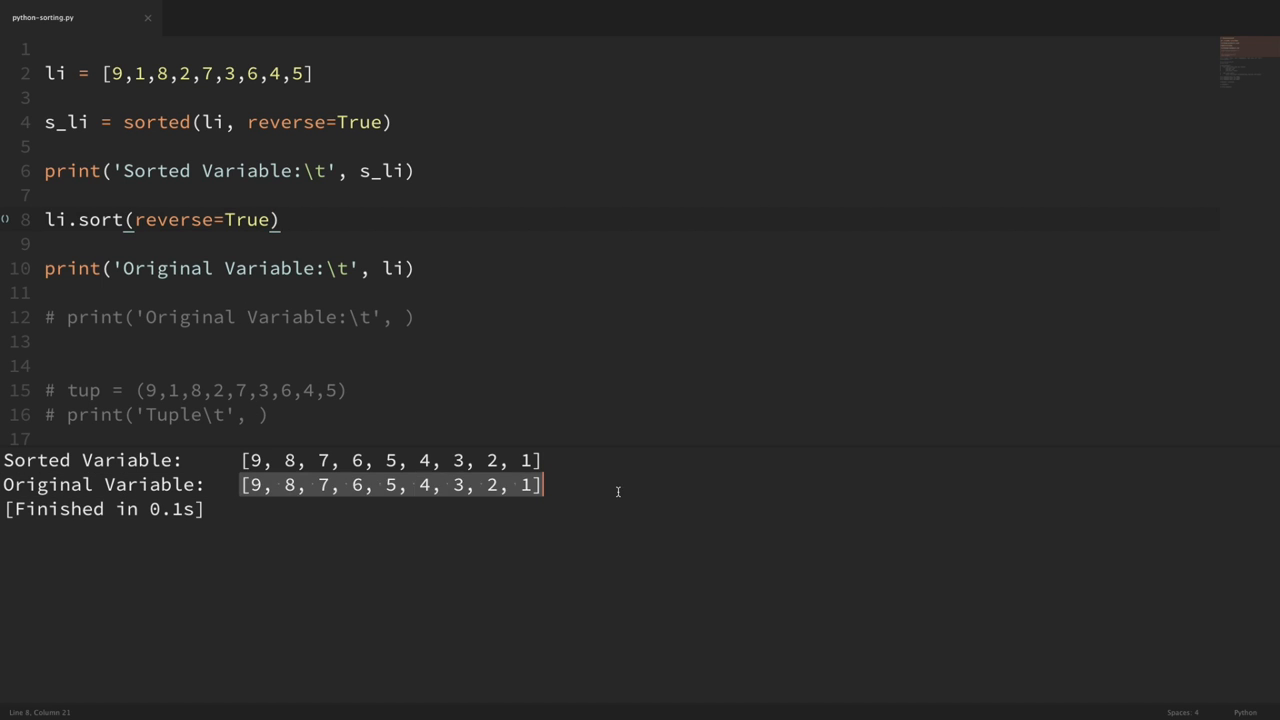 python-sorting.py ×
1
2 li = [9,1,8,2,7,3,6,4,5]
3
4 s_li = sorted(li, reverse=True)
5
6 print('Sorted Variable:\t', s_li)
7
() 8 li.sort(reverse=True)
9
10 print('Original Variable:\t', li)
11
12 # print('Original Variable:\t', )
13
14
15 # tup = (9,1,8,2,7,3,6,4,5)
16 # print('Tuple\t', )
17
Sorted Variable: [9, 8, 7, 6, 5, 4, 3, 2, 1]
Original Variable: [9, 8, 7, 6, 5, 4, 3, 2, 1]
[Finished in 0.1s]
Line 8, Column 21 Spaces: 4 Python